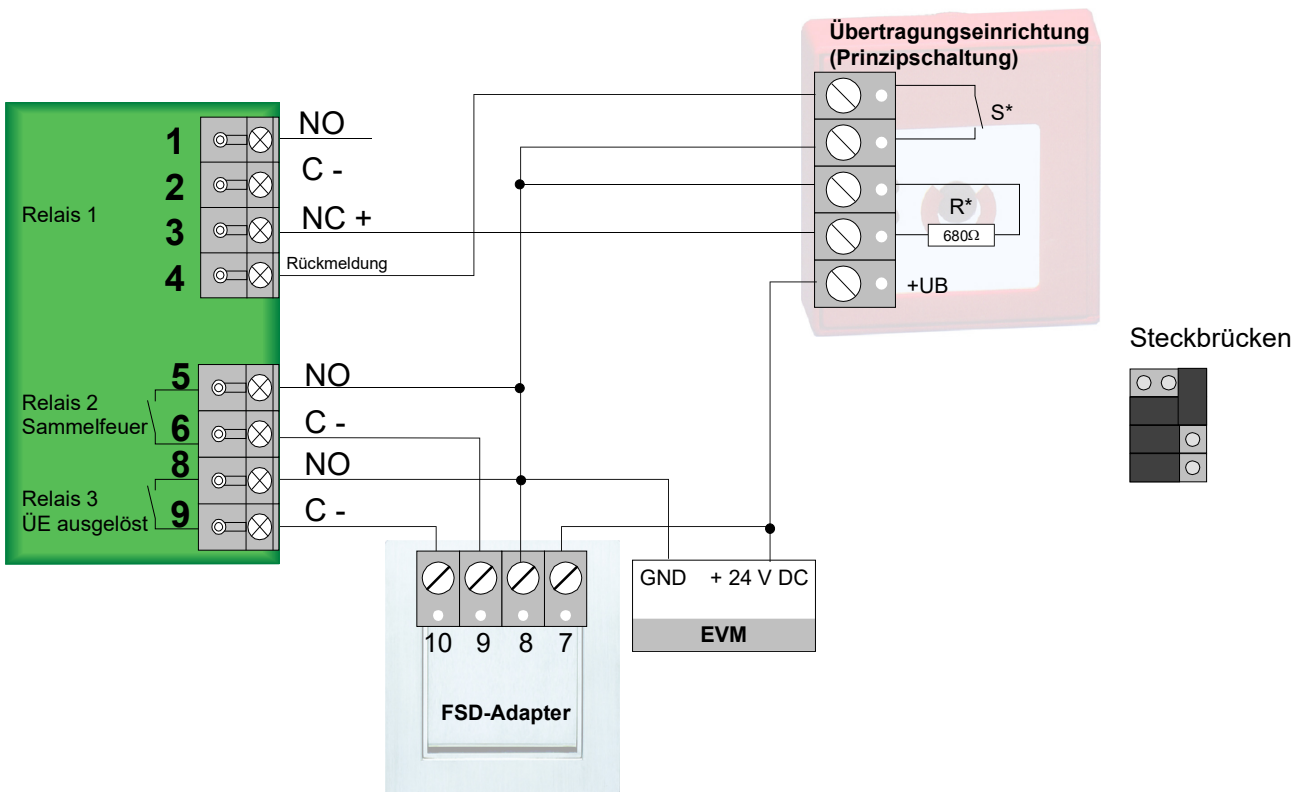 Übertragungseinrichtung
(Prinzipschaltung)
S*
R*
680Ω
+UB
1
NO
2
C -
Relais 1
3
NC +
4
Rückmeldung
Steckbrücken
5
NO
Relais 2
Sammelfeuer
6
C -
8
NO
Relais 3
ÜE ausgelöst
9
C -
GND + 24 V DC
EVM
10 9 8 7
FSD-Adapter